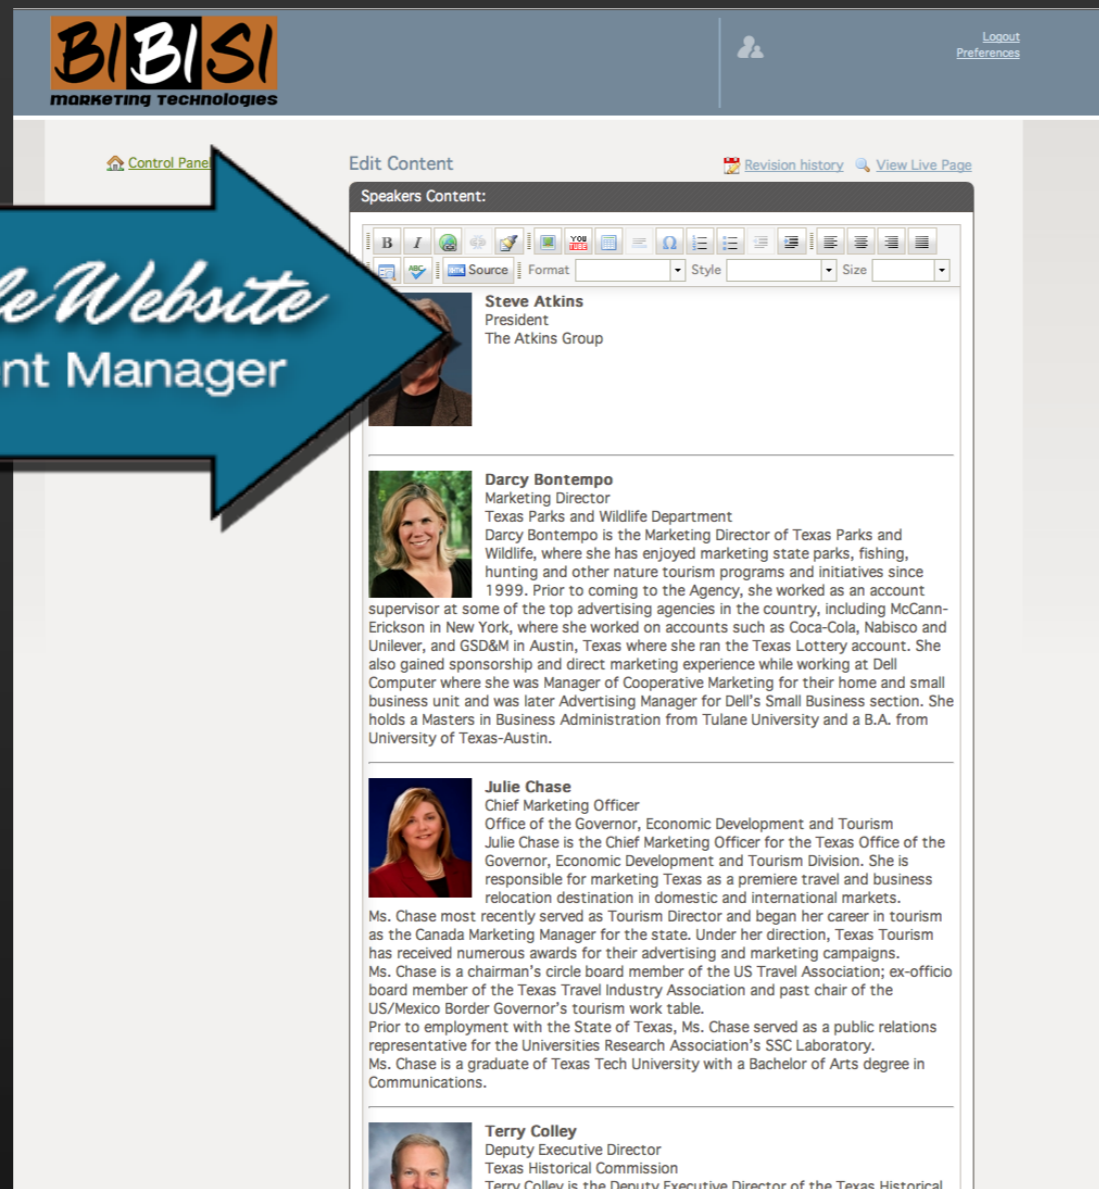 BIBISI
marketing technologies
Logout
Preferences
Control Panel
Edit Content
Revision history
View Live Page
Speakers Content:
B I YOU TUBE Ω
ABC Source Format Style Size
Website
Manager
Steve Atkins
President
The Atkins Group
Darcy Bontempo
Marketing Director
Texas Parks and Wildlife Department
Darcy Bontempo is the Marketing Director of Texas Parks and
Wildlife, where she has enjoyed marketing state parks, fishing,
hunting and other nature tourism programs and initiatives since
1999. Prior to coming to the Agency, she worked as an account
supervisor at some of the top advertising agencies in the country, including McCann-
Erickson in New York, where she worked on accounts such as Coca-Cola, Nabisco and
Unilever, and GSD&M in Austin, Texas where she ran the Texas Lottery account. She
also gained sponsorship and direct marketing experience while working at Dell
Computer where she was Manager of Cooperative Marketing for their home and small
business unit and was later Advertising Manager for Dell's Small Business section. She
holds a Masters in Business Administration from Tulane University and a B.A. from
University of Texas-Austin.
Julie Chase
Chief Marketing Officer
Office of the Governor, Economic Development and Tourism
Julie Chase is the Chief Marketing Officer for the Texas Office of the
Governor, Economic Development and Tourism Division. She is
responsible for marketing Texas as a premiere travel and business
relocation destination in domestic and international markets.
Ms. Chase most recently served as Tourism Director and began her career in tourism
as the Canada Marketing Manager for the state. Under her direction, Texas Tourism
has received numerous awards for their advertising and marketing campaigns.
Ms. Chase is a chairman's circle board member of the US Travel Association; ex-officio
board member of the Texas Travel Industry Association and past chair of the
US/Mexico Border Governor's tourism work table.
Prior to employment with the State of Texas, Ms. Chase served as a public relations
representative for the Universities Research Association's SSC Laboratory.
Ms. Chase is a graduate of Texas Tech University with a Bachelor of Arts degree in
Communications.
Terry Colley
Deputy Executive Director
Texas Historical Commission
Terry Colley is the Deputy Executive Director of the Texas Historical